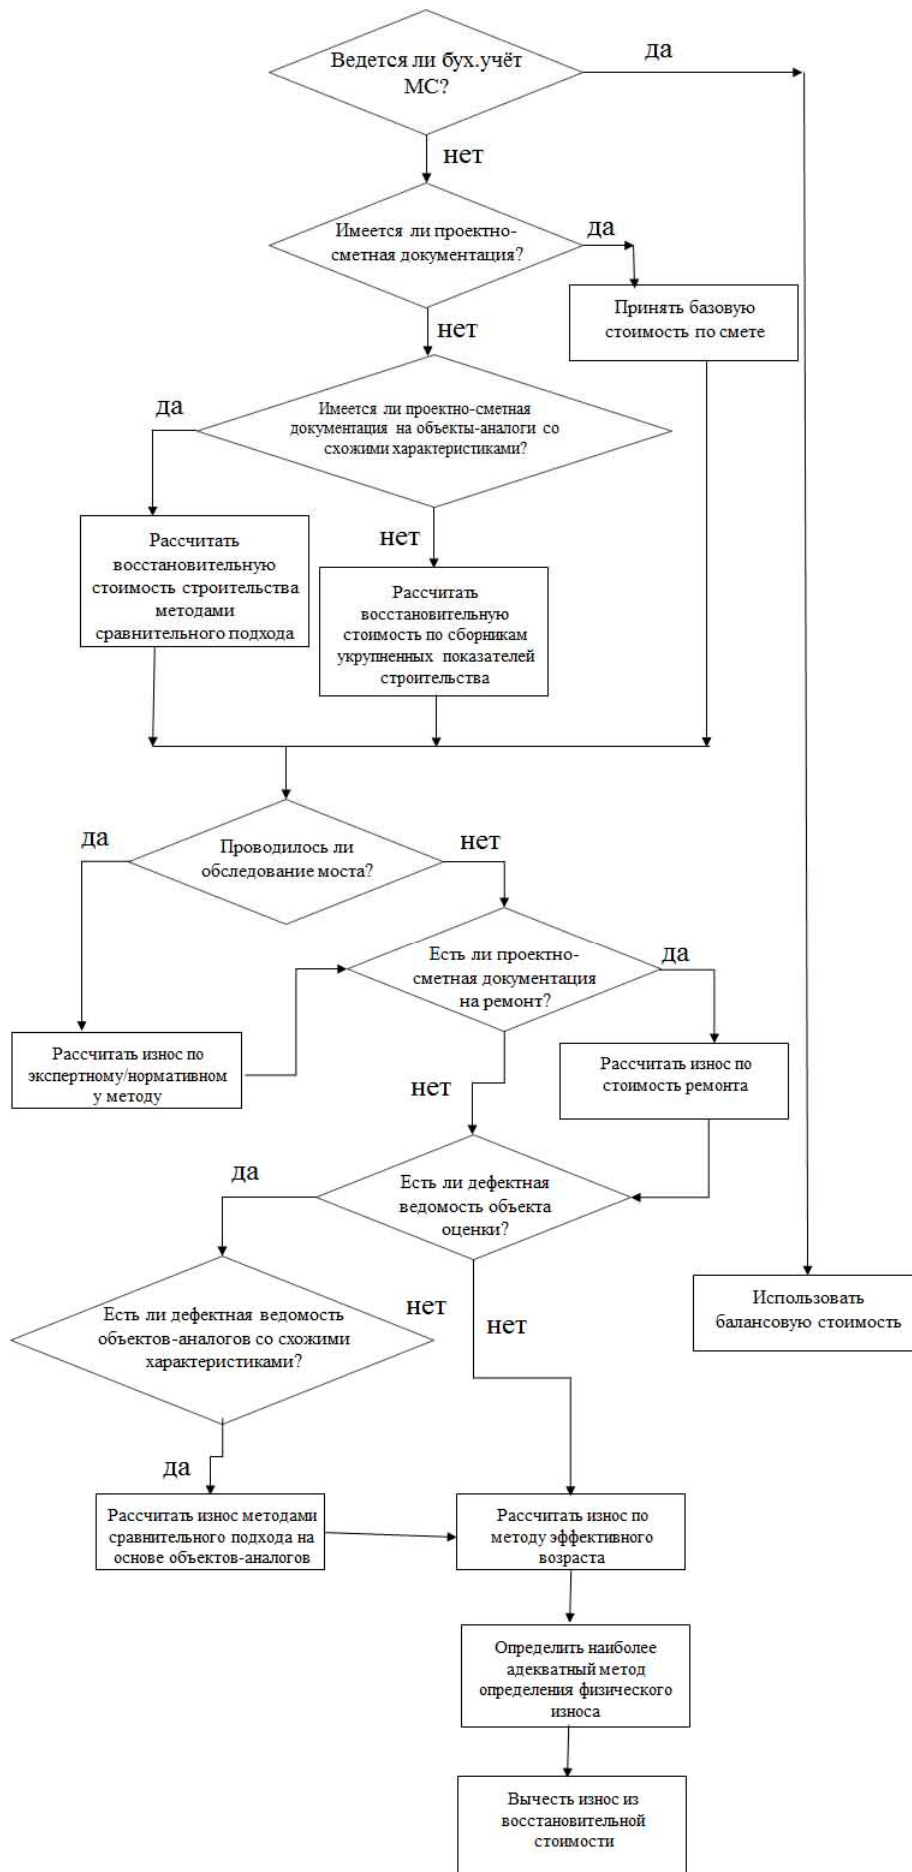 Ведется ли бух.учёт
МС?
да
нет
Имеется ли проектно-
сметная документация?
да
Принять базовую
стоимость по смете
нет
Имеется ли проектно-сметная
документация на объекты-аналоги со
схожими характеристиками?
да
Рассчитать
восстановительную
стоимость строительства
методами
сравнительного подхода
нет
Рассчитать
восстановительную
стоимость по сборникам
укрупненных показателей
строительства
Проводилось ли
обследование моста?
да
нет
Есть ли проектно-
сметная документация
на ремонт?
да
Рассчитать износ по
экспертному/нормативном
у методу
Рассчитать износ по
стоимость ремонта
нет
Есть ли дефектная
ведомость объекта
оценки?
да
Есть ли дефектная ведомость
объектов-аналогов со схожими
характеристиками?
нет
нет
Использовать
балансовую стоимость
да
Рассчитать износ методами
сравнительного подхода на
основе объектов-аналогов
Рассчитать износ по
методу эффективного
возраста
Определить наиболее
адекватный метод
определения физического
износа
Вычесть износ из
восстановительной
стоимости